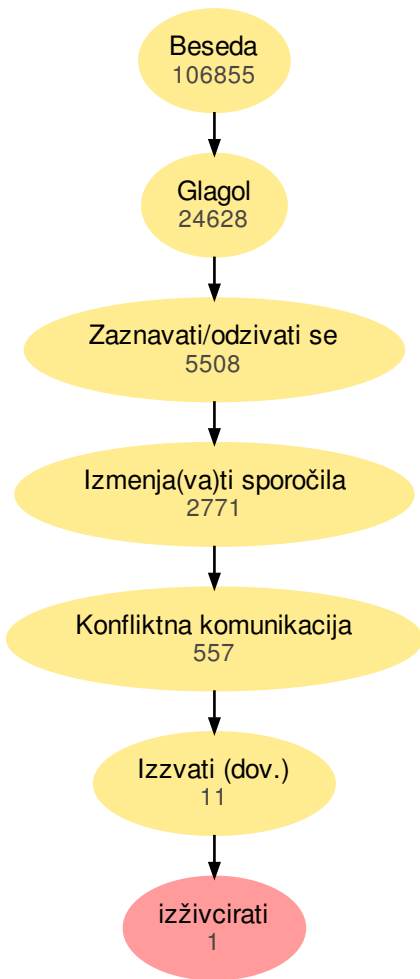 Beseda
106855
Glagol
24628
Zaznavati/odzivati se
5508
Izmenja(va)ti sporočila
2771
Konfliktna komunikacija
557
Izzvati (dov.)
11
izživcirati
1